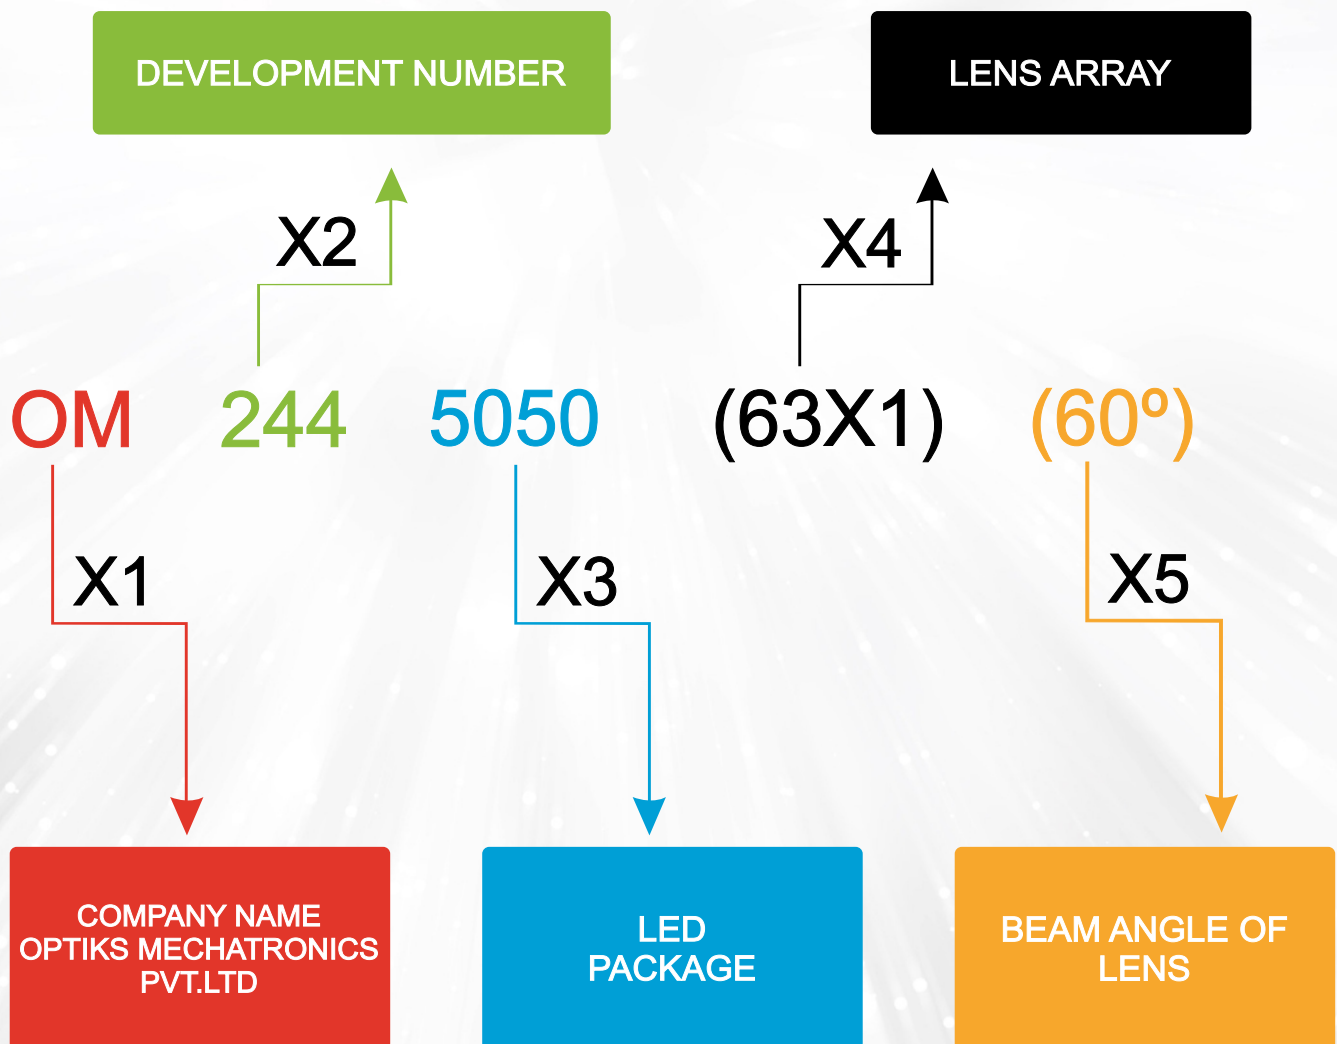 DEVELOPMENT NUMBER
LENS ARRAY
X2
X4
OM 244 5050 (63X1) (60º)
X1
X3
X5
COMPANY NAME
OPTIKS MECHATRONICS
PVT.LTD
LED
PACKAGE
BEAM ANGLE OF
LENS